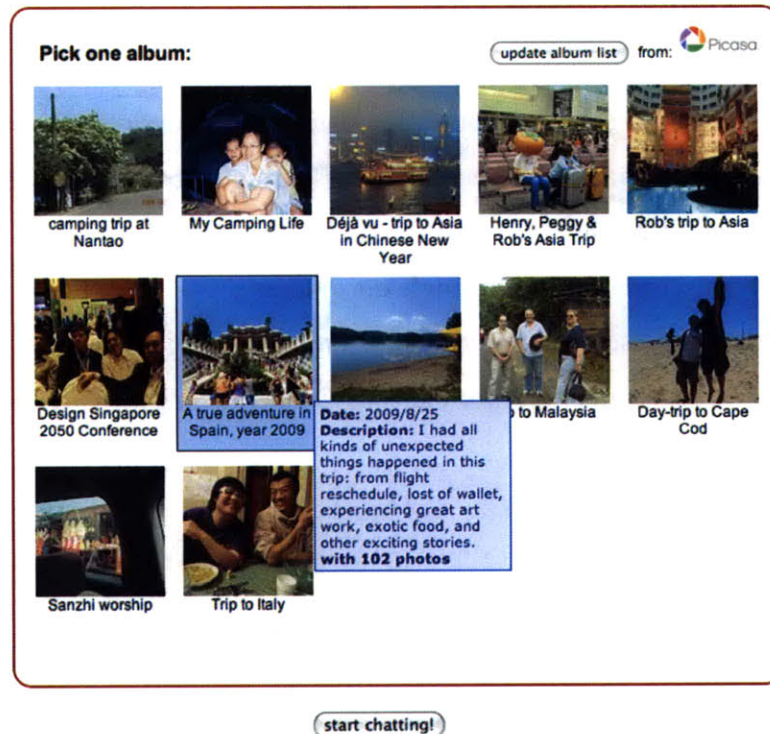 Pick one album:
update album list from: Picasa
camping trip at
Nantao
My Camping Life
Déjà vu - trip to Asia
in Chinese New
Year
Henry, Peggy &
Rob's Asia Trip
Rob's trip to Asia
Design Singapore
2050 Conference
A true adventure in
Spain, year 2009
to Malaysia
Day-trip to Cape
Cod
Date: 2009/8/25
Description: I had all
kinds of unexpected
things happened in this
trip: from flight
reschedule, lost of wallet,
experiencing great art
work, exotic food, and
other exciting stories.
with 102 photos
Sanzhi worship
Trip to Italy
start chatting!